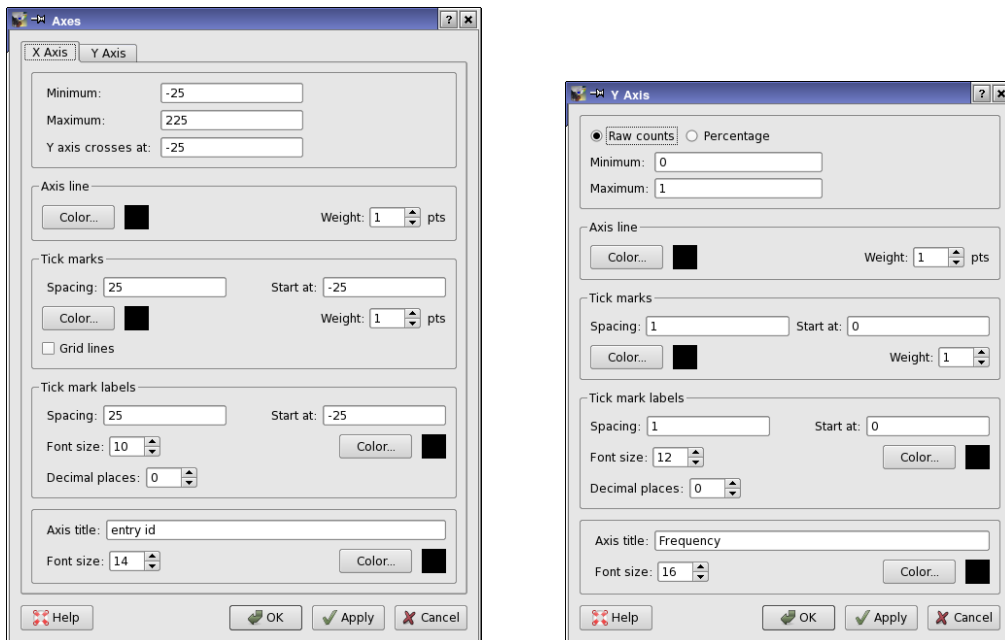 Axes
X Axis Y Axis
Minimum: -25
Maximum: 225
Y axis crosses at: -25
Axis line
Color... Weight: 1 pts
Tick marks
Spacing: 25 Start at: -25
Color... Weight: 1 pts
Grid lines
Tick mark labels
Spacing: 25 Start at: -25
Font size: 10 Color...
Decimal places: 0
Axis title: entry id
Font size: 14 Color...
Help OK Apply Cancel
Y Axis
Raw counts Percentage
Minimum: 0
Maximum: 1
Axis line
Color... Weight: 1 pts
Tick marks
Spacing: 1 Start at: 0
Color... Weight: 1
Tick mark labels
Spacing: 1 Start at: 0
Font size: 12 Color...
Decimal places: 0
Axis title: Frequency
Font size: 16 Color...
Help OK Apply Cancel